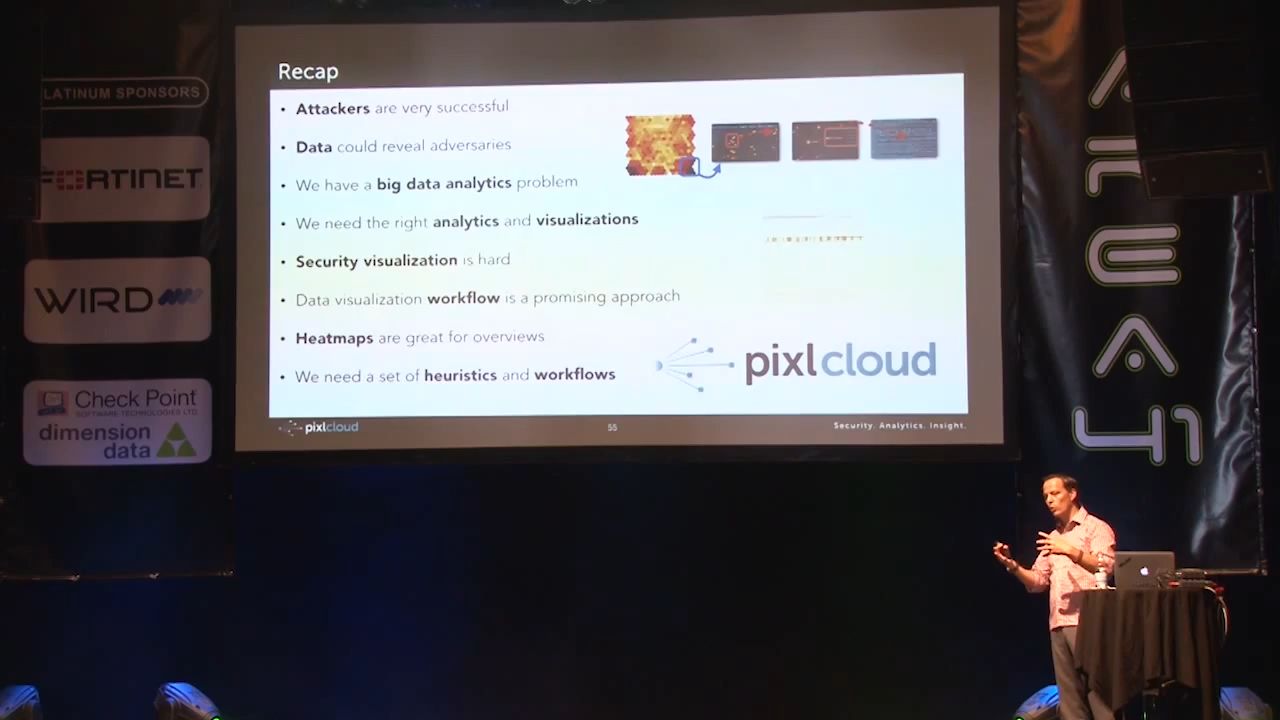 LATINUM SPONSORS
FORTINET
WIRD
Check Point
SOFTWARE TECHNOLOGIES LTD.
dimension
data
Recap
• Attackers are very successful
• Data could reveal adversaries
• We have a big data analytics problem
• We need the right analytics and visualizations
• Security visualization is hard
• Data visualization workflow is a promising approach
• Heatmaps are great for overviews
• We need a set of heuristics and workflows
pixlcloud
pixlcloud
55
Security. Analytics. Insight.
AREA
41